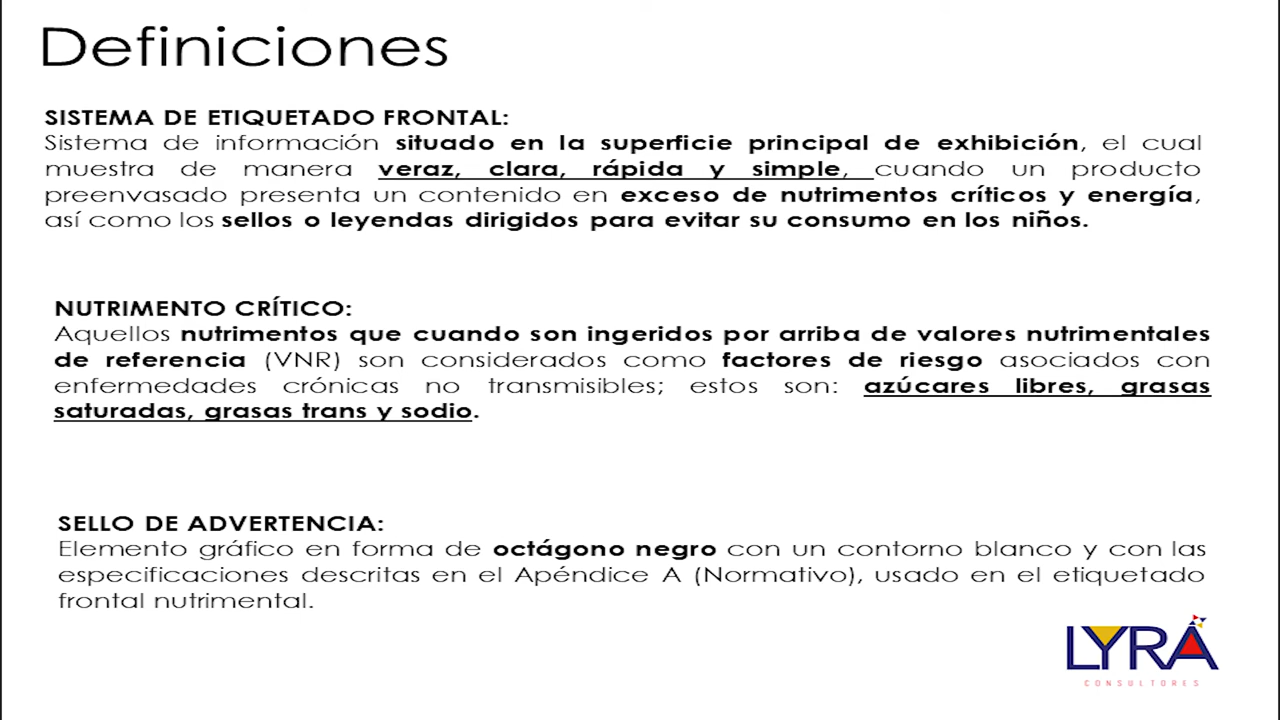 Definiciones
SISTEMA DE ETIQUETADO FRONTAL:
Sistema de información situado en la superficie principal de exhibición, el cual
muestra de manera veraz, clara, rápida y simple, cuando un producto
preenvasado presenta un contenido en exceso de nutrimentos críticos y energía,
así como los sellos o leyendas dirigidos para evitar su consumo en los niños.
NUTRIMENTO CRÍTICO:
Aquellos nutrimentos que cuando son ingeridos por arriba de valores nutrimentales
de referencia (VNR) son considerados como factores de riesgo asociados con
enfermedades crónicas no transmisibles; estos son: azúcares libres, grasas
saturadas, grasas trans y sodio.
SELLO DE ADVERTENCIA:
Elemento gráfico en forma de octágono negro con un contorno blanco y con las
especificaciones descritas en el Apéndice A (Normativo), usado en el etiquetado
frontal nutrimental.
LYRA
CONSULTORES